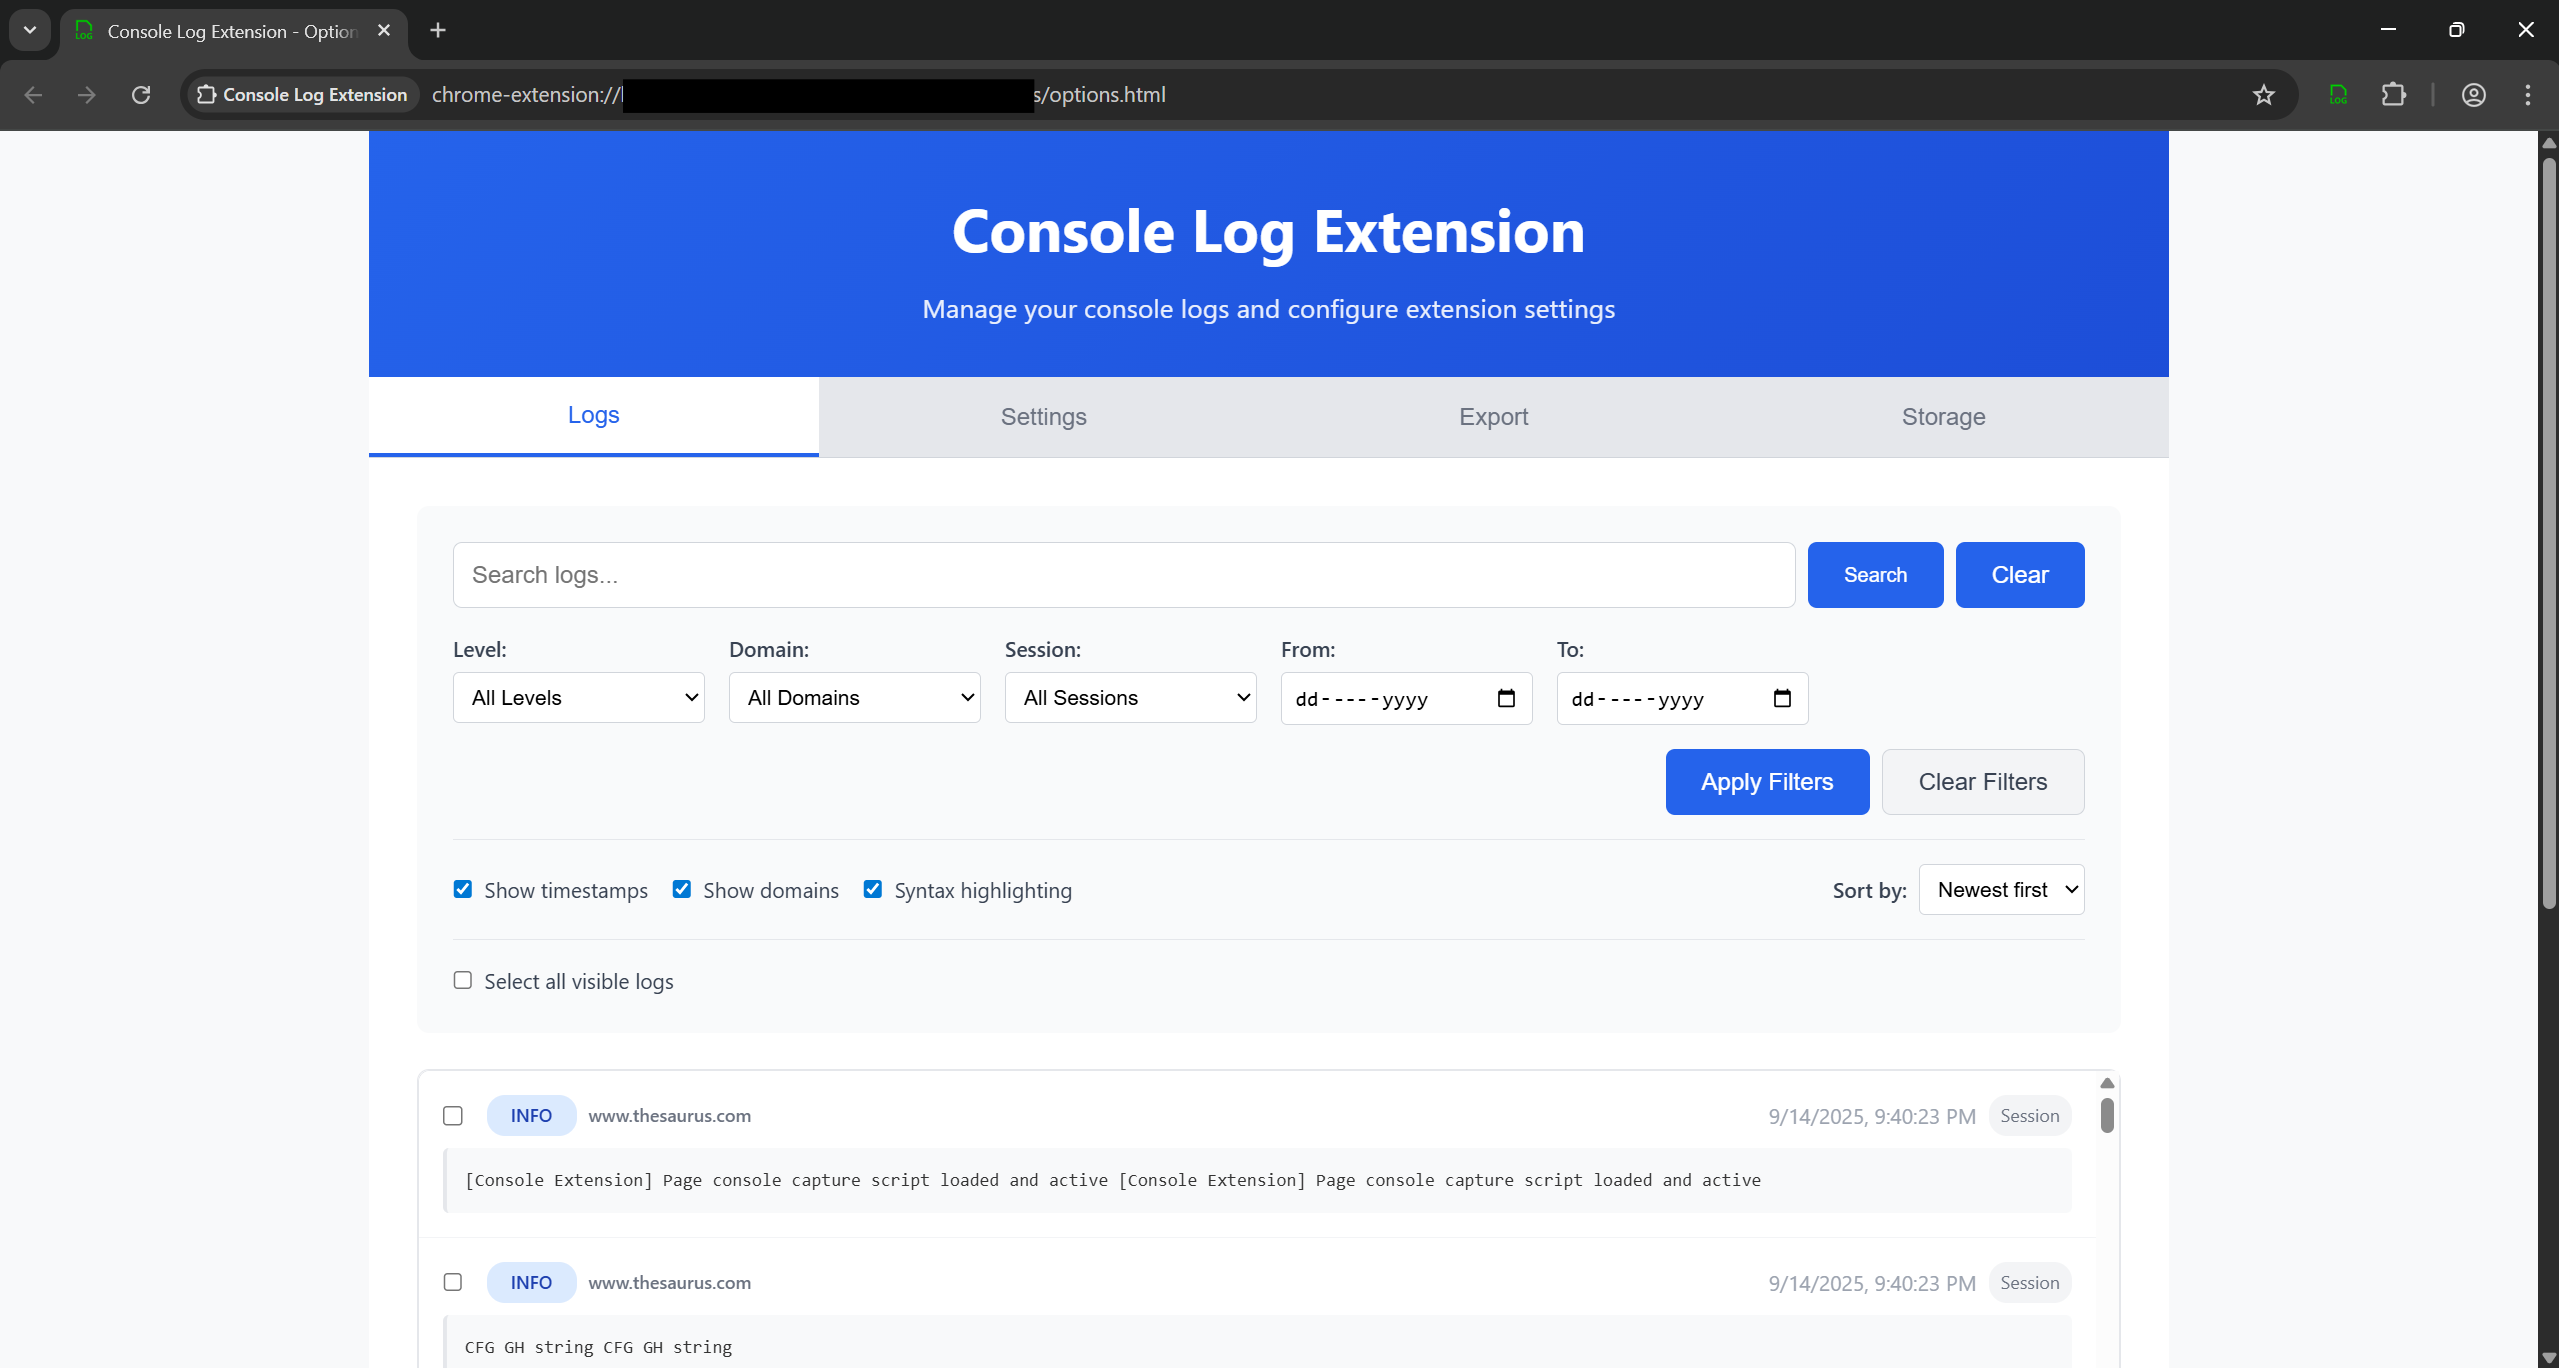 Console Log Extension - Option
Console Log Extension
chrome-extension://
s/options.html
LOG
Console Log Extension
Manage your console logs and configure extension settings
Logs
Settings
Export
Storage
Search logs...
Search
Clear
Level:
Domain:
Session:
From:
To:
All Levels
All Domains
All Sessions
dd-----yyyy
dd-----yyyy
Apply Filters
Clear Filters
Show timestamps
Show domains
Syntax highlighting
Sort by:
Newest first
Select all visible logs
INFO
www.thesaurus.com
9/14/2025, 9:40:23 PM
Session
[Console Extension] Page console capture script loaded and active [Console Extension] Page console capture script loaded and active
INFO
www.thesaurus.com
9/14/2025, 9:40:23 PM
Session
CFG GH string CFG GH string